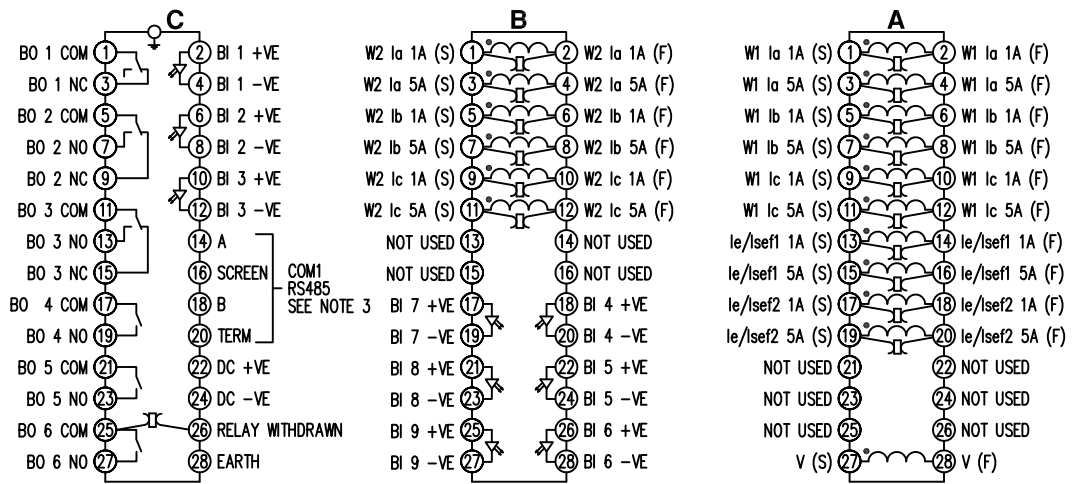 C
BO 1 COM 1 2 BI 1 +VE
BO 1 NC 3 4 BI 1 -VE
BO 2 COM 5 6 BI 2 +VE
BO 2 NO 7 8 BI 2 -VE
BO 2 NC 9 10 BI 3 +VE
BO 3 COM 11 12 BI 3 -VE
BO 3 NO 13 14 A
BO 3 NC 15 16 SCREEN
BO 4 COM 17 18 B
BO 4 NO 19 20 TERM
COM1
RS485
SEE NOTE 3
BO 5 COM 21 22 DC +VE
BO 5 NO 23 24 DC -VE
BO 6 COM 25 26 RELAY WITHDRAWN
BO 6 NO 27 28 EARTH
B
W2 Ia 1A (S) 1 2 W2 Ia 1A (F)
W2 Ia 5A (S) 3 4 W2 Ia 5A (F)
W2 Ib 1A (S) 5 6 W2 Ib 1A (F)
W2 Ib 5A (S) 7 8 W2 Ib 5A (F)
W2 Ic 1A (S) 9 10 W2 Ic 1A (F)
W2 Ic 5A (S) 11 12 W2 Ic 5A (F)
NOT USED 13 14 NOT USED
NOT USED 15 16 NOT USED
BI 7 +VE 17 18 BI 4 +VE
BI 7 -VE 19 20 BI 4 -VE
BI 8 +VE 21 22 BI 5 +VE
BI 8 -VE 23 24 BI 5 -VE
BI 9 +VE 25 26 BI 6 +VE
BI 9 -VE 27 28 BI 6 -VE
A
W1 Ia 1A (S) 1 2 W1 Ia 1A (F)
W1 Ia 5A (S) 3 4 W1 Ia 5A (F)
W1 Ib 1A (S) 5 6 W1 Ib 1A (F)
W1 Ib 5A (S) 7 8 W1 Ib 5A (F)
W1 Ic 1A (S) 9 10 W1 Ic 1A (F)
W1 Ic 5A (S) 11 12 W1 Ic 5A (F)
Ie/Isef1 1A (S) 13 14 Ie/Isef1 1A (F)
Ie/Isef1 5A (S) 15 16 Ie/Isef1 5A (F)
Ie/Isef2 1A (S) 17 18 Ie/Isef2 1A (F)
Ie/Isef2 5A (S) 19 20 Ie/Isef2 5A (F)
NOT USED 21 22 NOT USED
NOT USED 23 24 NOT USED
NOT USED 25 26 NOT USED
V (S) 27 28 V (F)